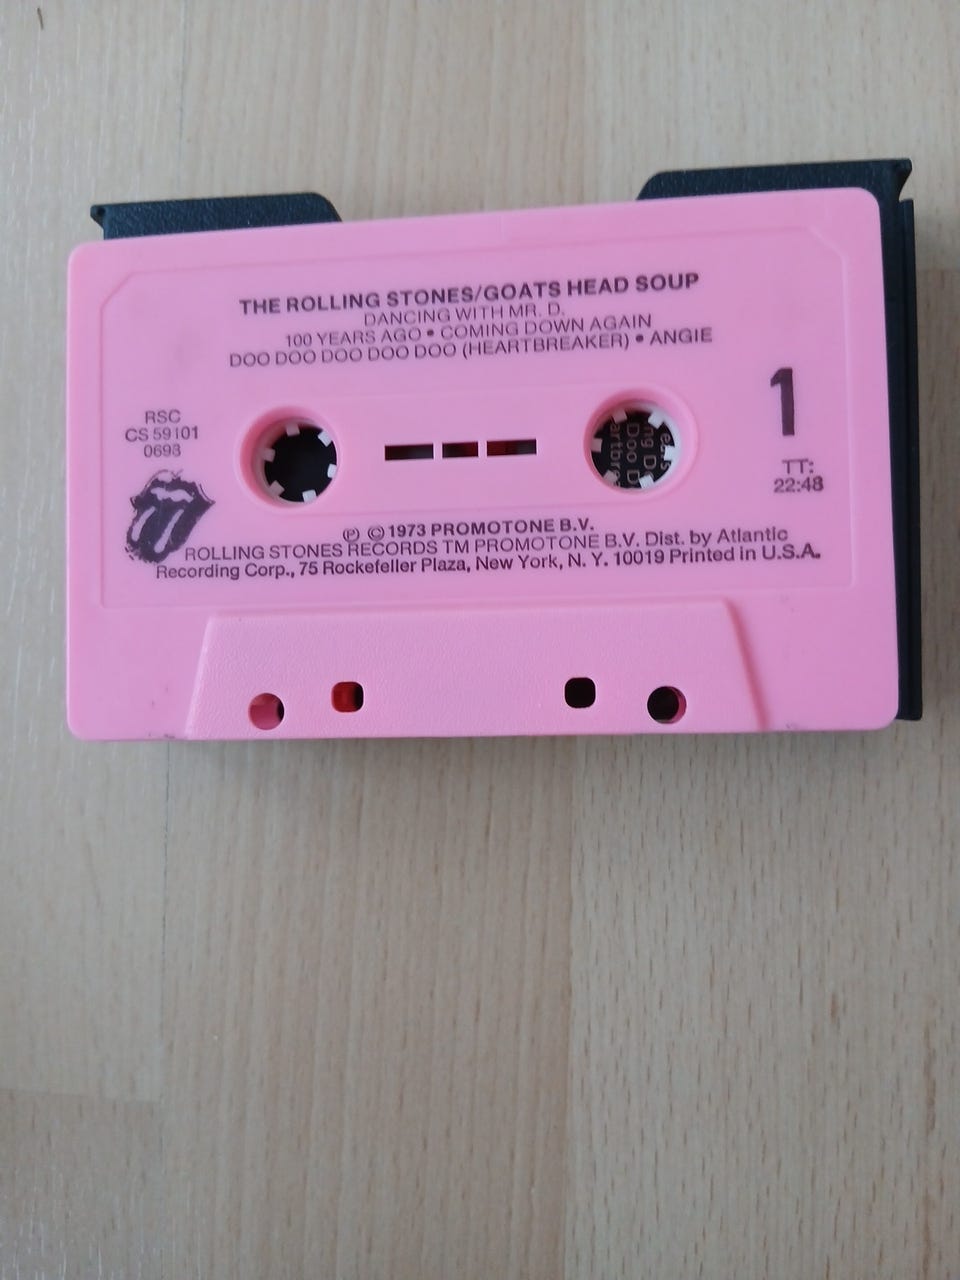 THE ROLLING STONES/GOATS HEAD SOUP
DANCING WITH MR. D.
100 YEARS AGO • COMING DOWN AGAIN
DOO DOO DOO DOO DOO (HEARTBREAKER) • ANGIE
RSC
CS 59101
0698
1
TT:
22:48
Ⓟ © 1973 PROMOTONE B.V.
ROLLING STONES RECORDS TM PROMOTONE B.V. Dist. by Atlantic
Recording Corp., 75 Rockefeller Plaza, New York, N. Y. 10019 Printed in U.S.A.